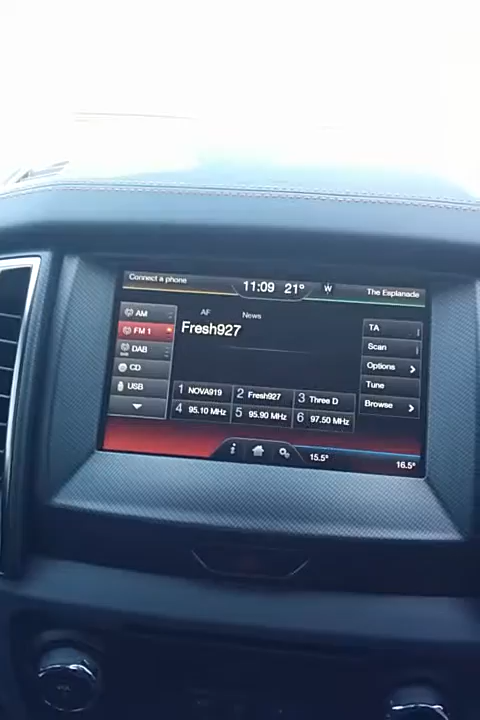 Connect a phone
11:09 21° W
The Esplanade
AM
FM 1
DAB
CD
USB
AF News
Fresh927
TA
Scan
Options
Tune
Browse
1 NOVA919 2 Fresh927 3 Three D
4 95.10 MHz 5 95.90 MHz 6 97.50 MHz
i
15.5° 16.5°